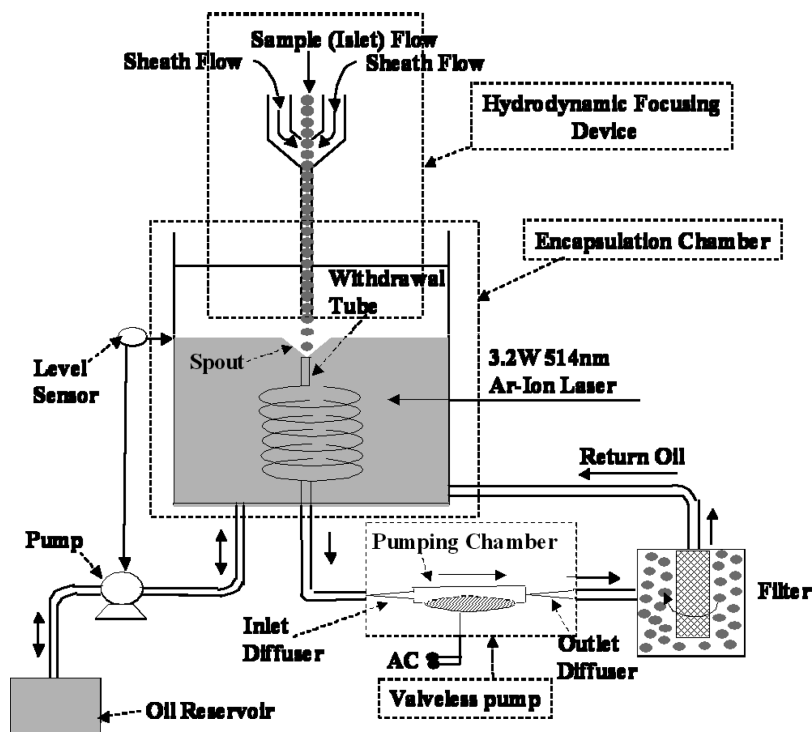 Sample (Islet) Flow
Sheath Flow
Sheath Flow
Hydrodynamic Focusing
Device
Encapsulation Chamber
Withdrawal
Tube
Spout
Level
Sensor
3.2W 514nm
Ar-Ion Laser
Return Oil
Pump
Pumping Chamber
Filter
Inlet
Diffuser
Outlet
Diffuser
AC
Valveless pump
Oil Reservoir